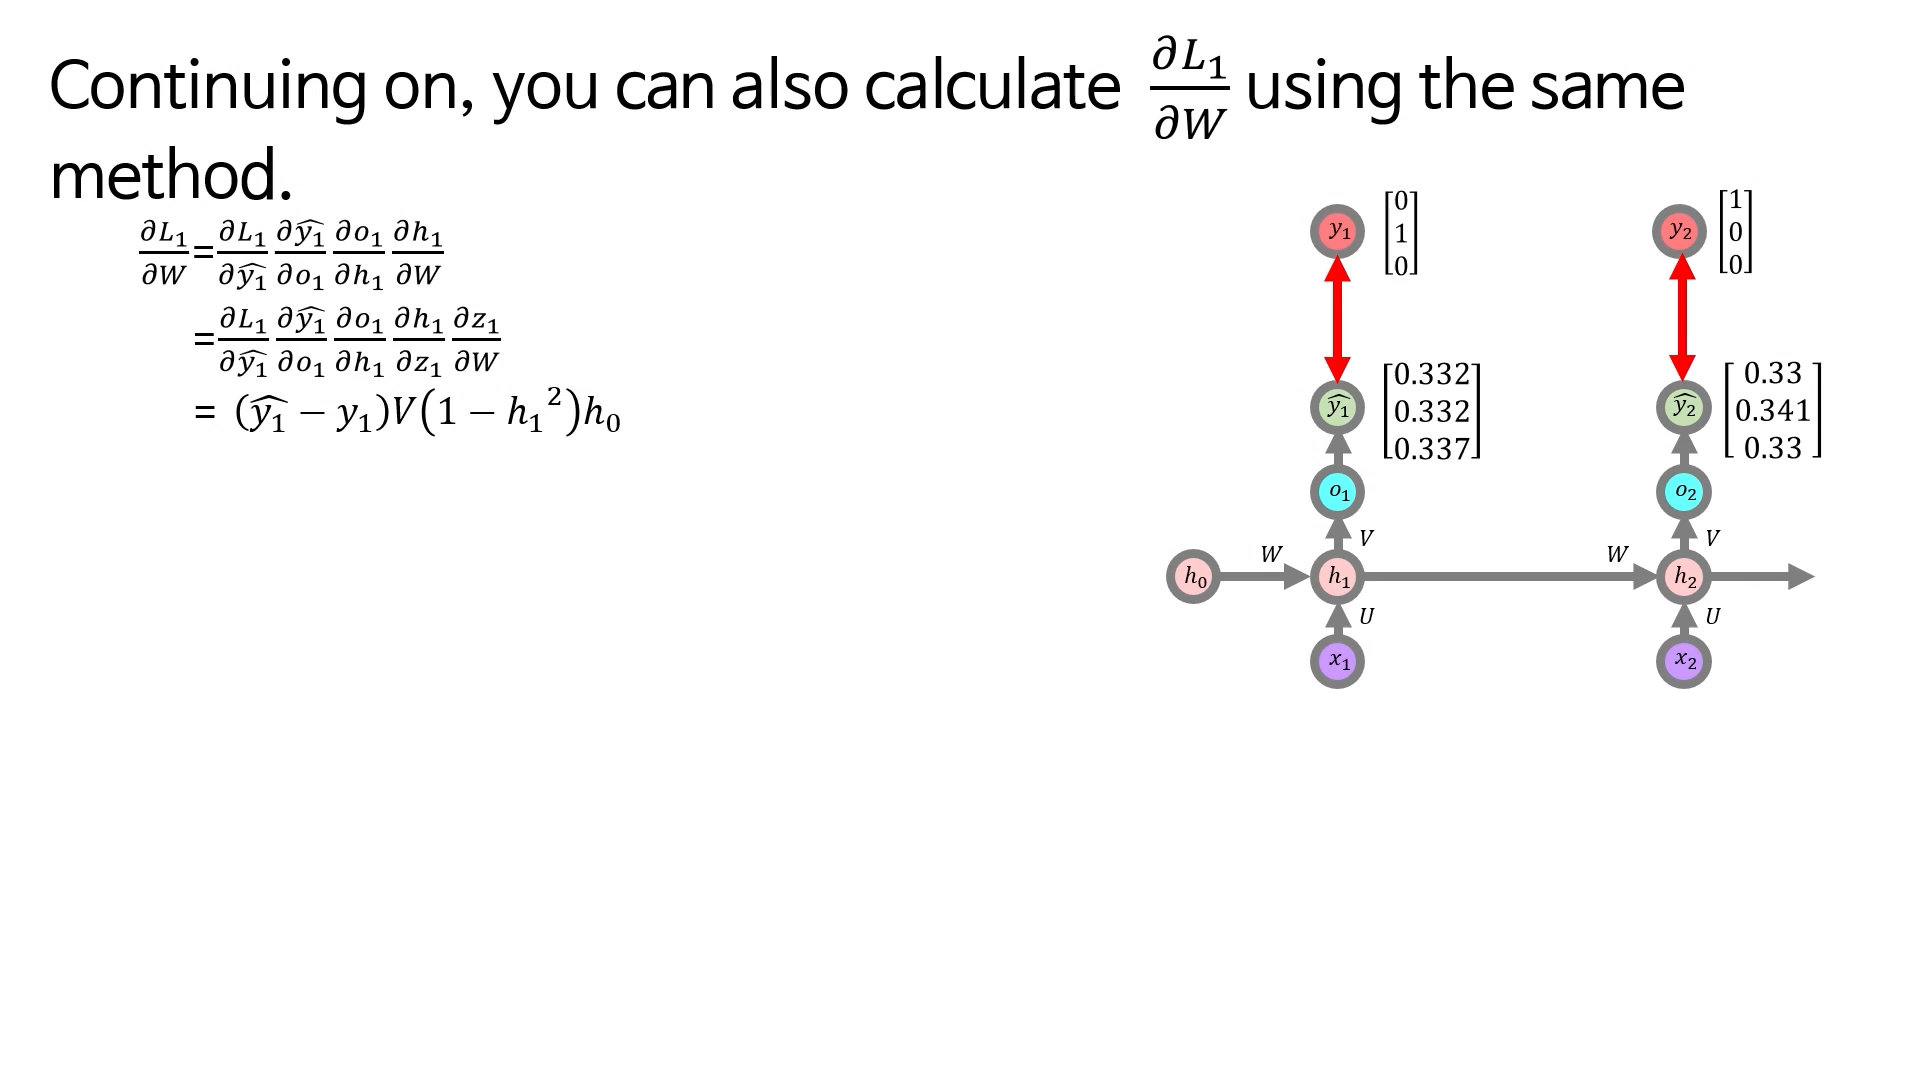 Continuing on, you can also calculate ∂L₁/∂W using the same
method.
∂L₁/∂W = ∂L₁/∂ŷ₁ ∂ŷ₁/∂o₁ ∂o₁/∂h₁ ∂h₁/∂W
= ∂L₁/∂ŷ₁ ∂ŷ₁/∂o₁ ∂o₁/∂h₁ ∂h₁/∂z₁ ∂z₁/∂W
= (ŷ₁ − y₁)V(1 − h₁²)h₀
y₁ [0 1 0]
y₂ [1 0 0]
ŷ₁ [0.332 0.332 0.337]
ŷ₂ [0.33 0.341 0.33]
o₁ o₂
V V
W W
h₀ h₁ h₂
U U
x₁ x₂